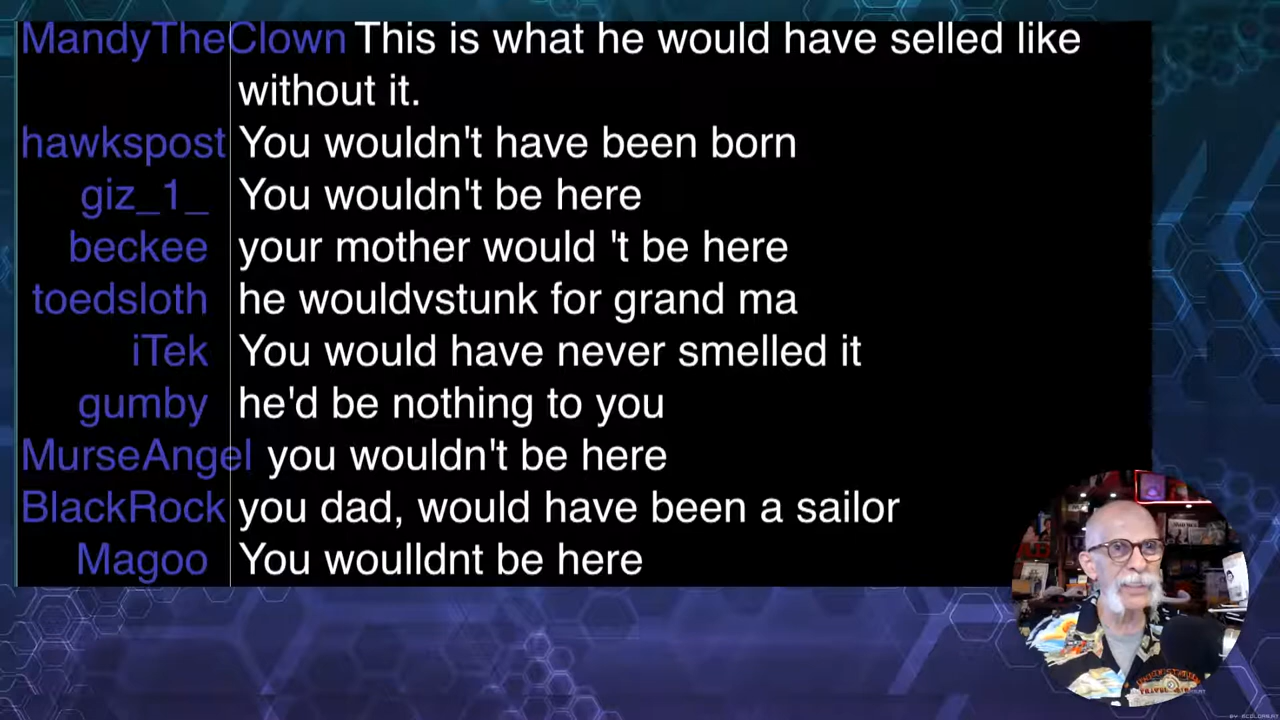 MandyTheClown This is what he would have selled like
without it.
hawkspost You wouldn't have been born
giz_1_ You wouldn't be here
beckee your mother would 't be here
toedsloth he wouldvstunk for grand ma
iTek You would have never smelled it
gumby he'd be nothing to you
MurseAngel you wouldn't be here
BlackRock you dad, would have been a sailor
Magoo You woulldnt be here